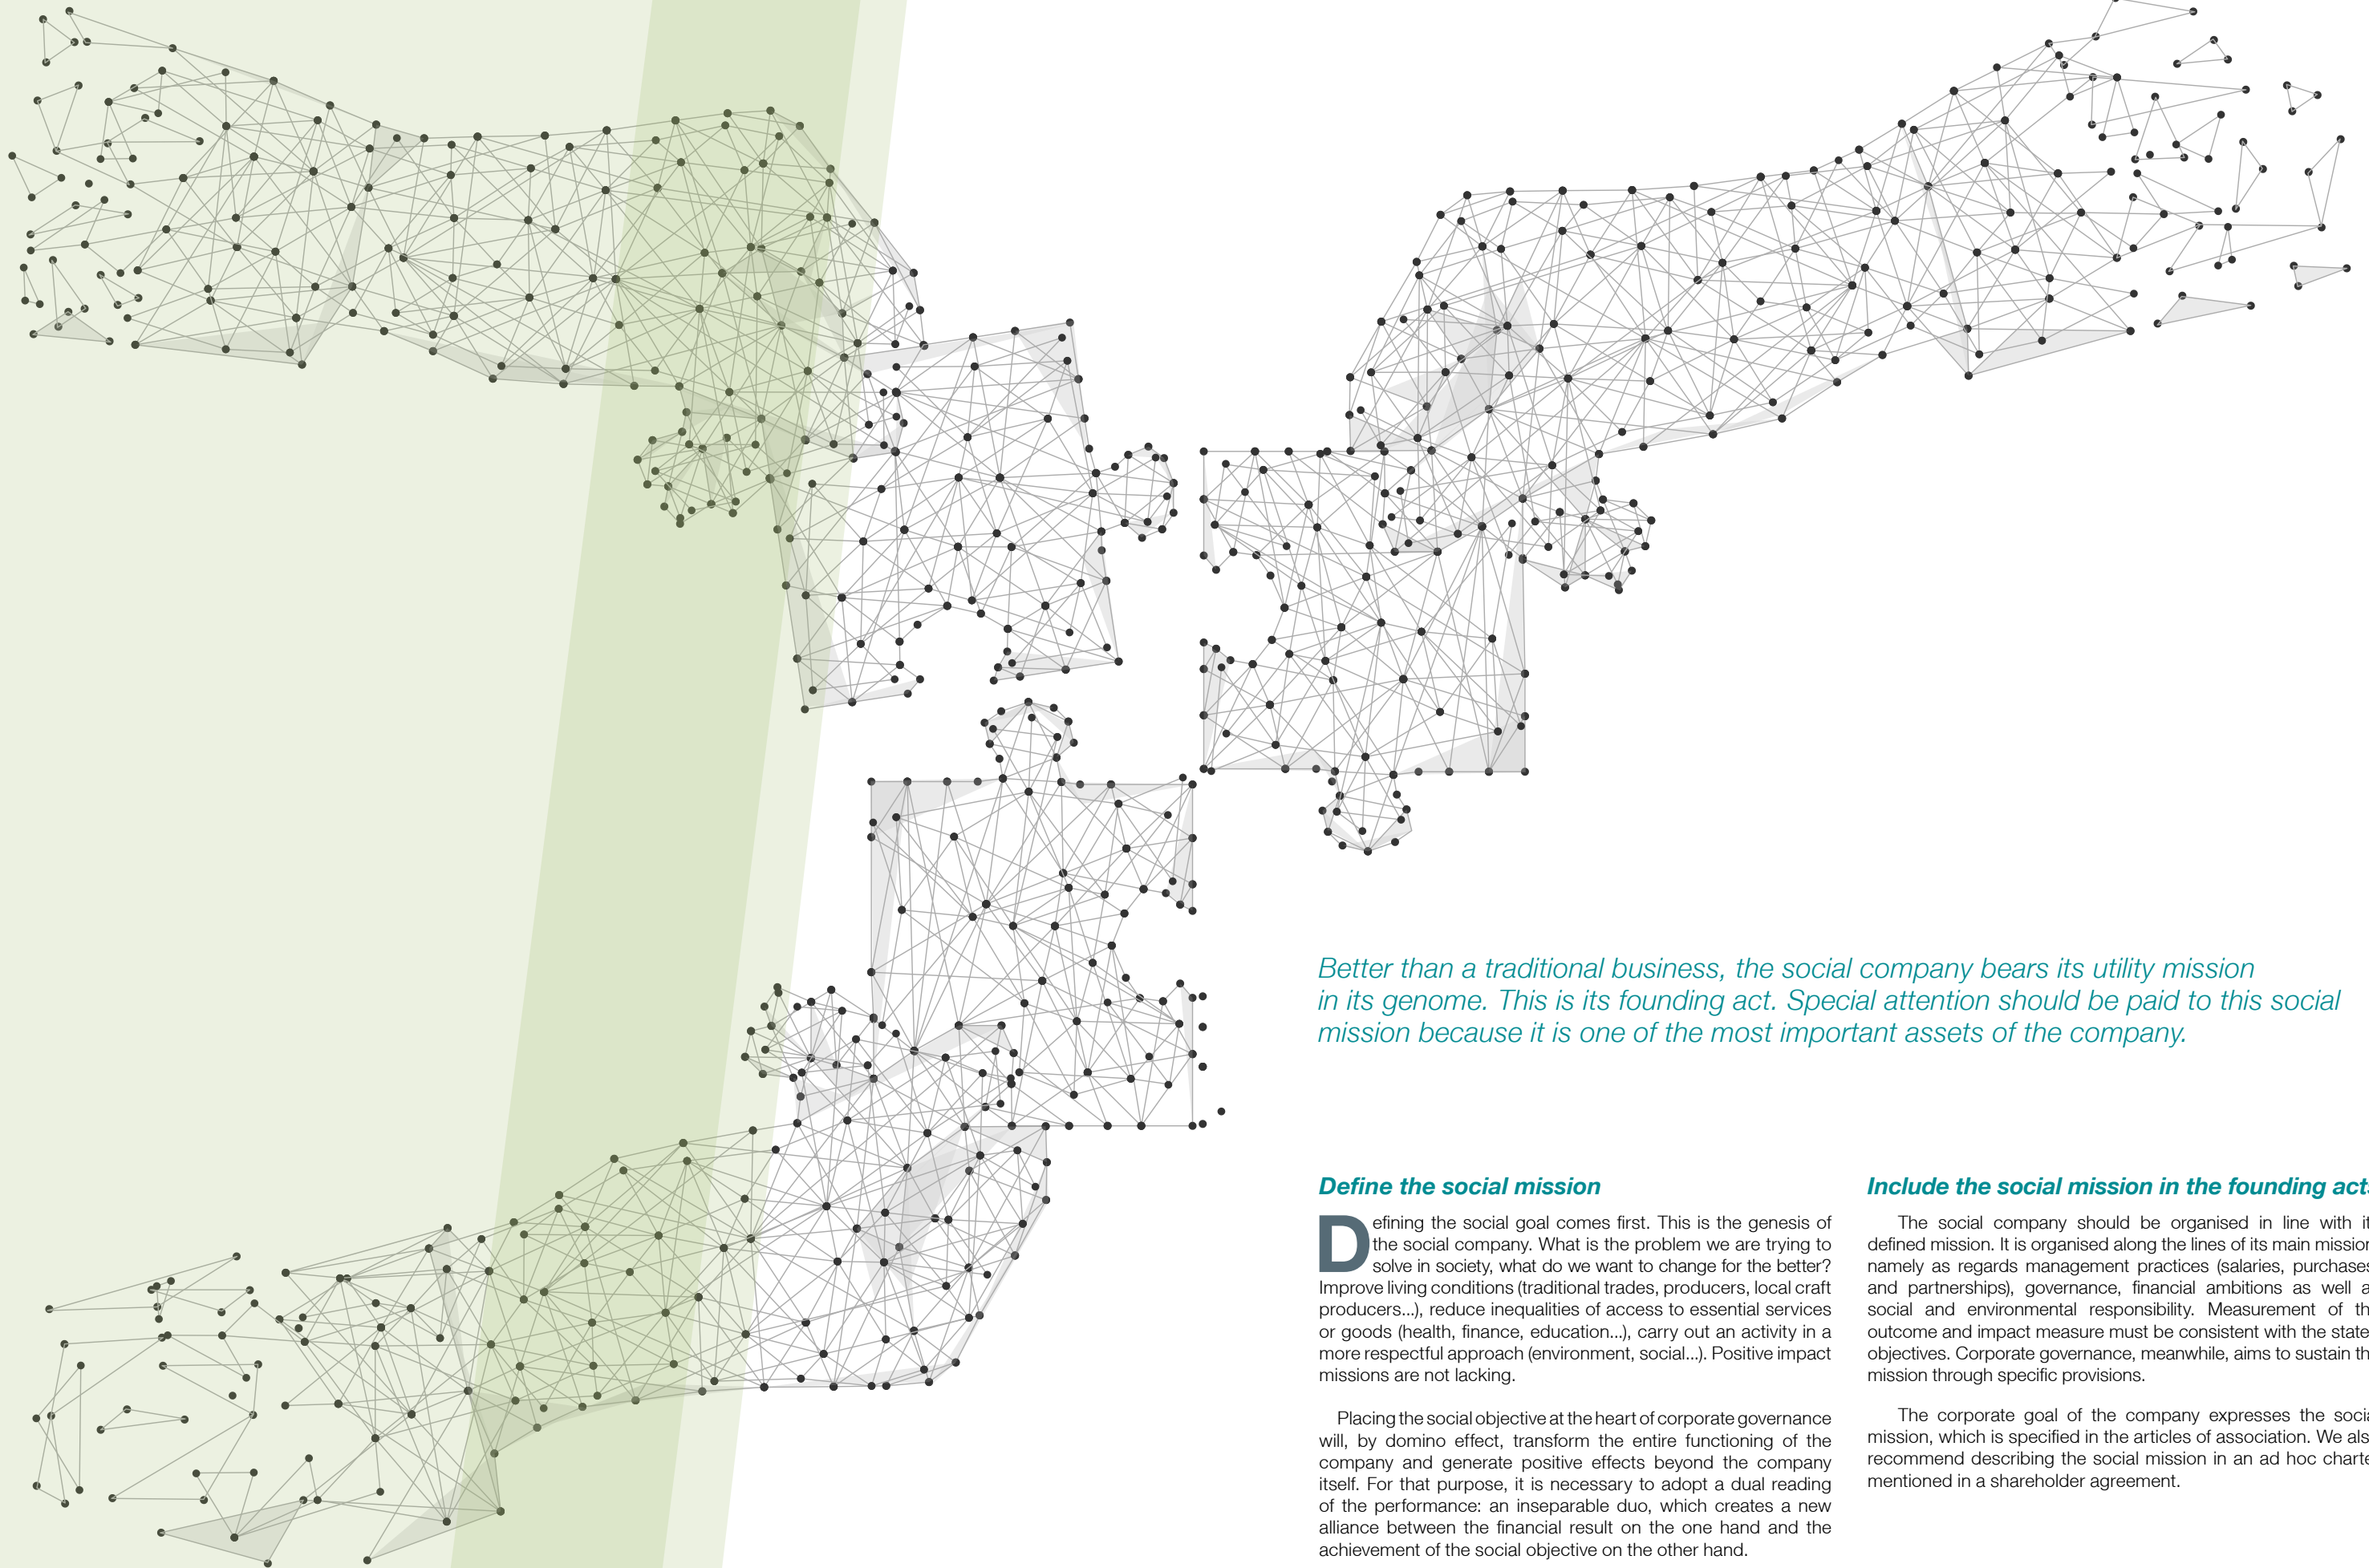 Better than a traditional business, the social company bears its utility mission
in its genome. This is its founding act. Special attention should be paid to this social
mission because it is one of the most important assets of the company.
Define the social mission
Defining the social goal comes first. This is the genesis of
the social company. What is the problem we are trying to
solve in society, what do we want to change for the better?
Improve living conditions (traditional trades, producers, local craft
producers...), reduce inequalities of access to essential services
or goods (health, finance, education...), carry out an activity in a
more respectful approach (environment, social...). Positive impact
missions are not lacking.
Placing the social objective at the heart of corporate governance
will, by domino effect, transform the entire functioning of the
company and generate positive effects beyond the company
itself. For that purpose, it is necessary to adopt a dual reading
of the performance: an inseparable duo, which creates a new
alliance between the financial result on the one hand and the
achievement of the social objective on the other hand.
Include the social mission in the founding acts
The social company should be organised in line with it
defined mission. It is organised along the lines of its main mission
namely as regards management practices (salaries, purchases
and partnerships), governance, financial ambitions as well a
social and environmental responsibility. Measurement of th
outcome and impact measure must be consistent with the state
objectives. Corporate governance, meanwhile, aims to sustain th
mission through specific provisions.
The corporate goal of the company expresses the socia
mission, which is specified in the articles of association. We als
recommend describing the social mission in an ad hoc charte
mentioned in a shareholder agreement.